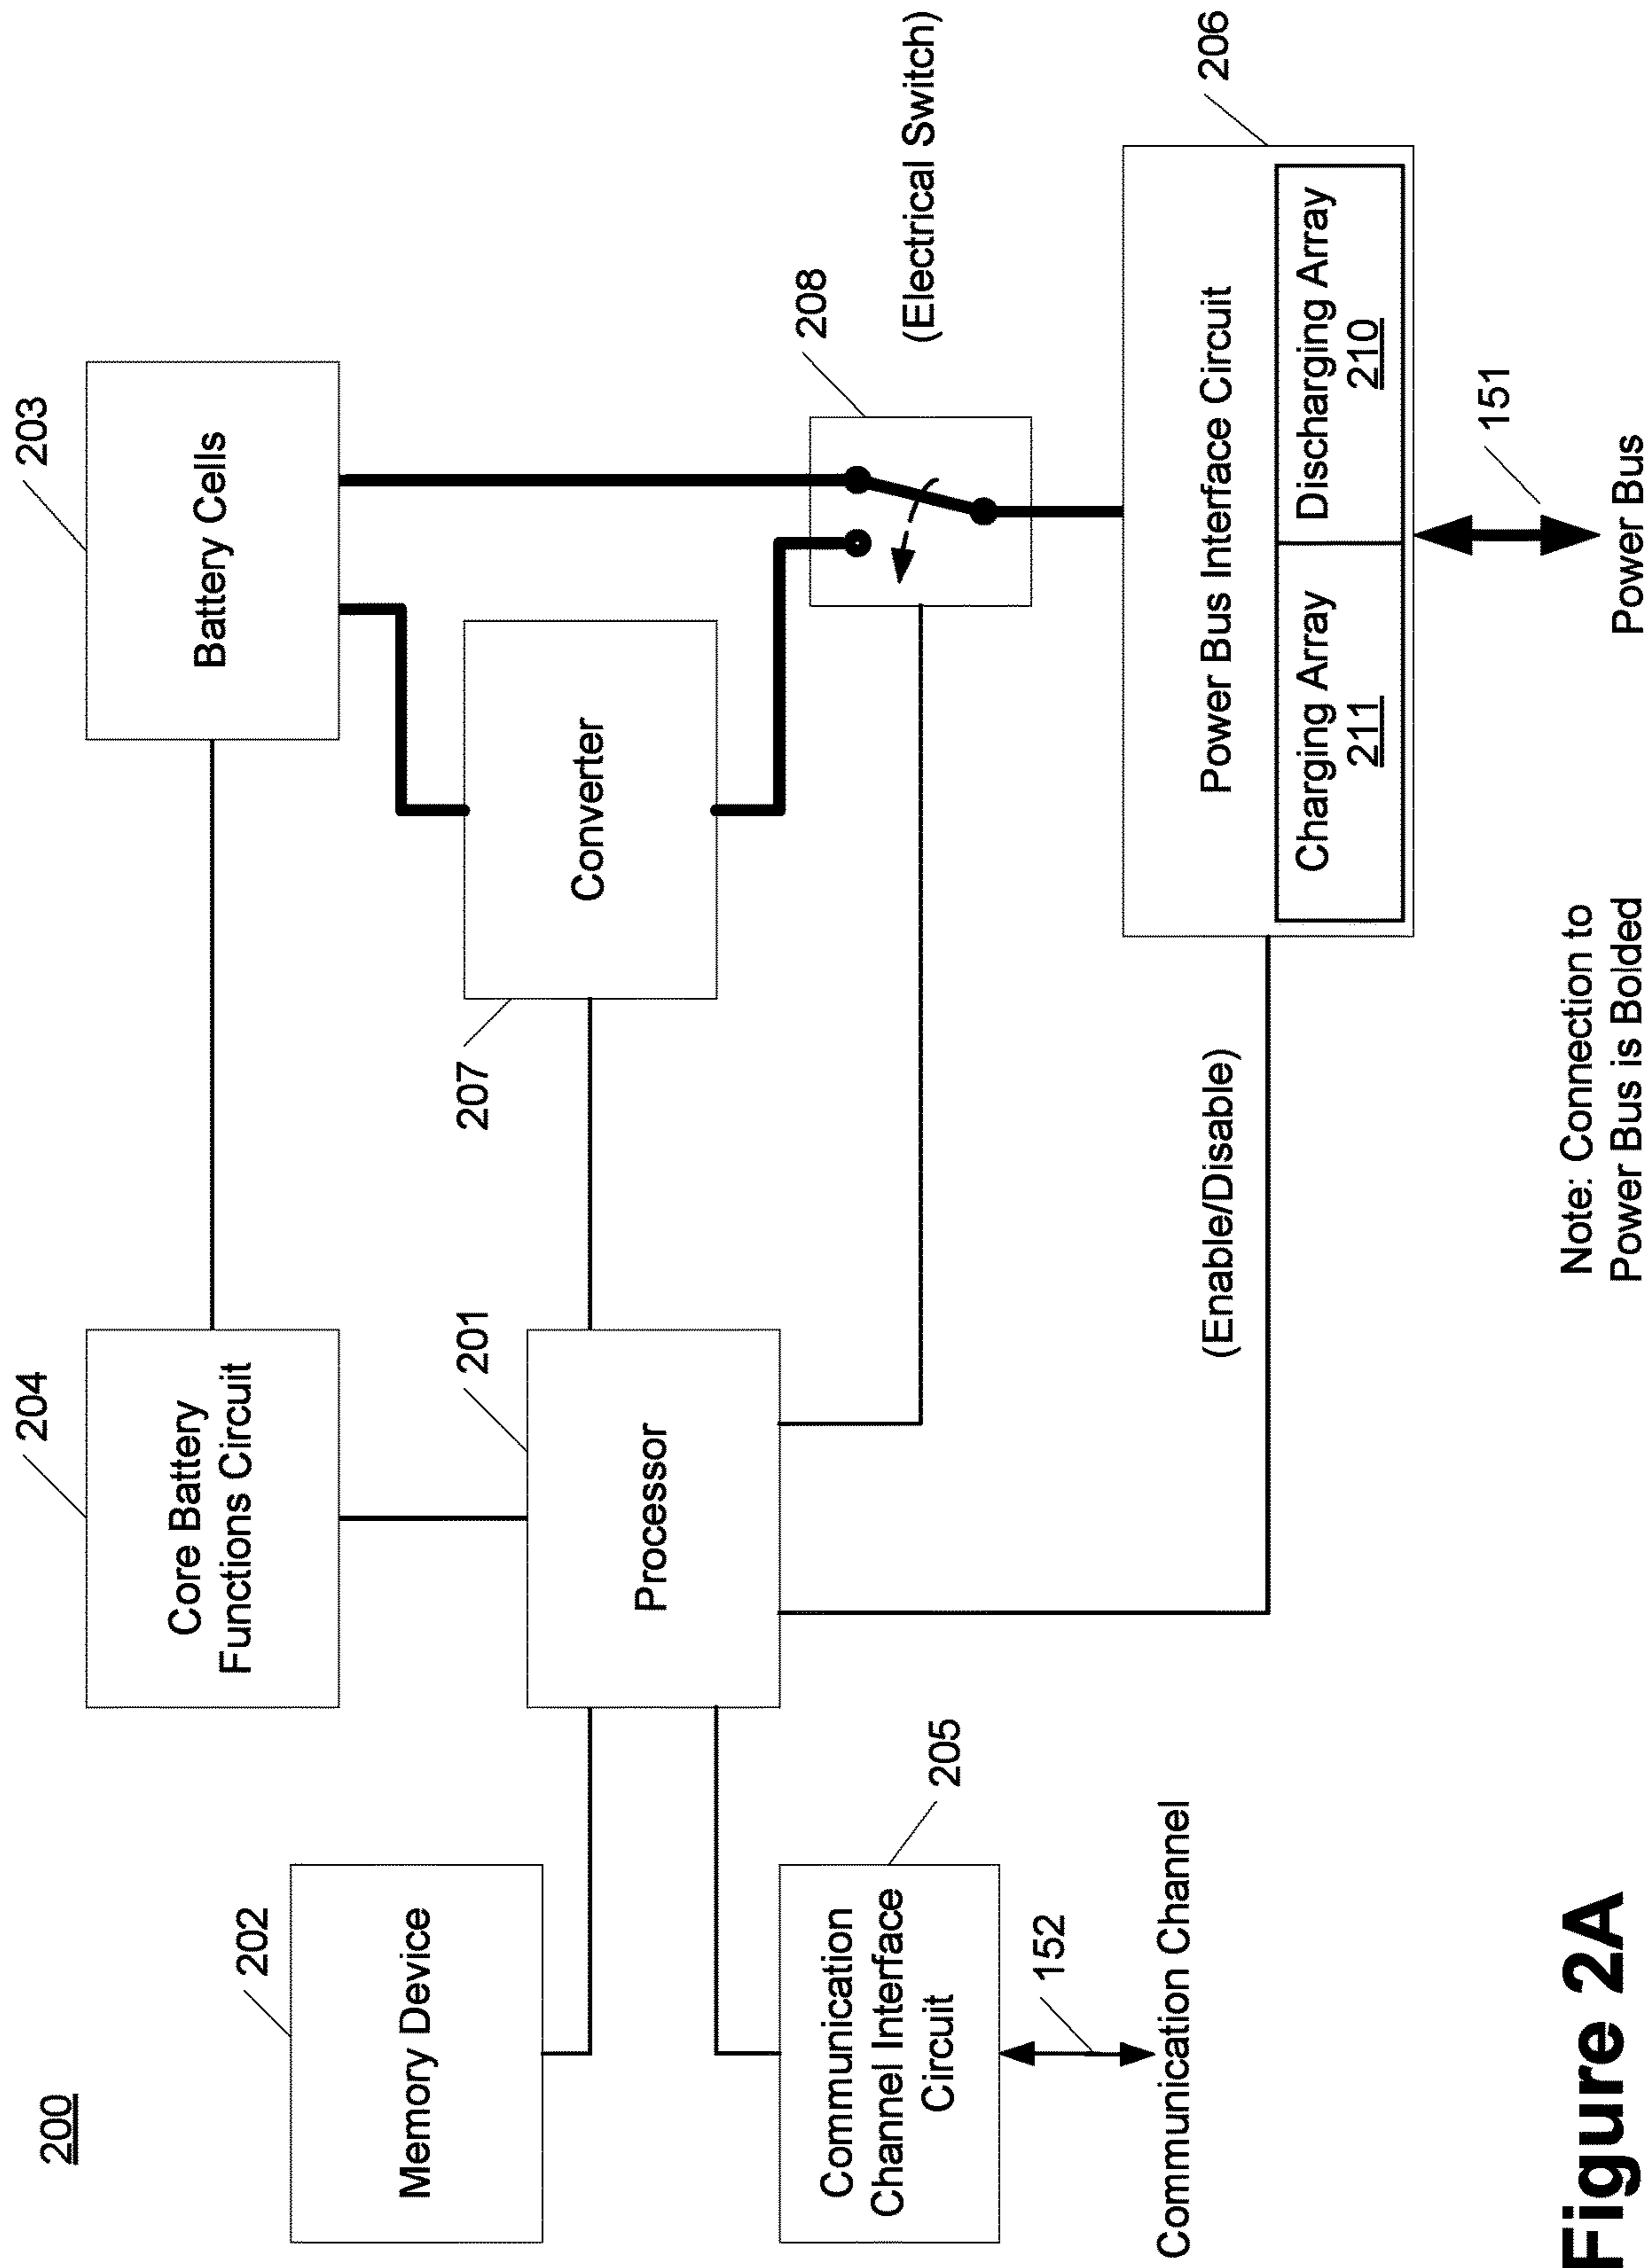 200
204
203
Core Battery
Functions Circuit
Battery Cells
202
Memory Device
201
Processor
207
Converter
208
(Electrical Switch)
Communication
Channel Interface
Circuit
205
152
Communication Channel
(Enable/Disable)
206
Power Bus Interface Circuit
Charging Array
211
Discharging Array
210
151
Power Bus
Note: Connection to
Power Bus is Bolded
Figure 2A